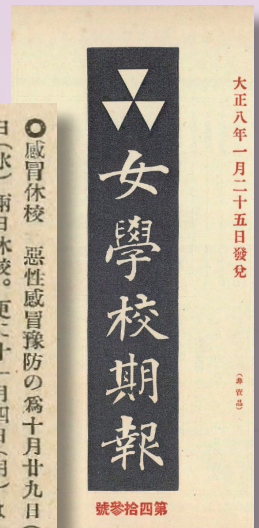 大正八年一月二十五日發兌
(非賣品)
女學校期報
第四拾參號
○感冒休校 惡性感冒豫防の爲十月廿九日(
日(水)兩日休校。更に十一月四日(月)